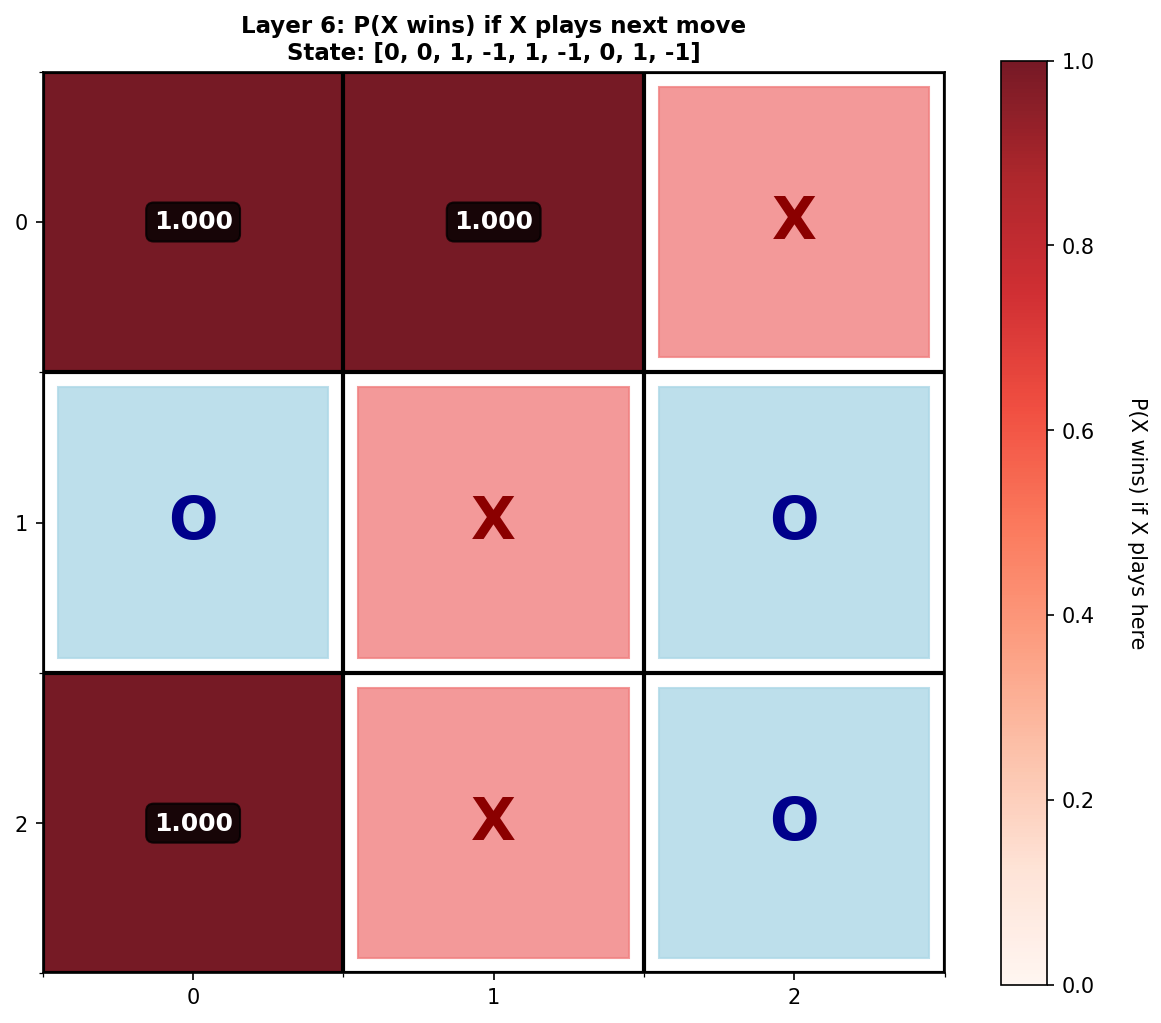 Layer 6: P(X wins) if X plays next move
State: [0, 0, 1, -1, 1, -1, 0, 1, -1]
0
1.000
1.000
X
1
O
X
O
2
1.000
X
O
0
1
2
1.0
0.8
0.6
0.4
0.2
0.0
P(X wins) if X plays here